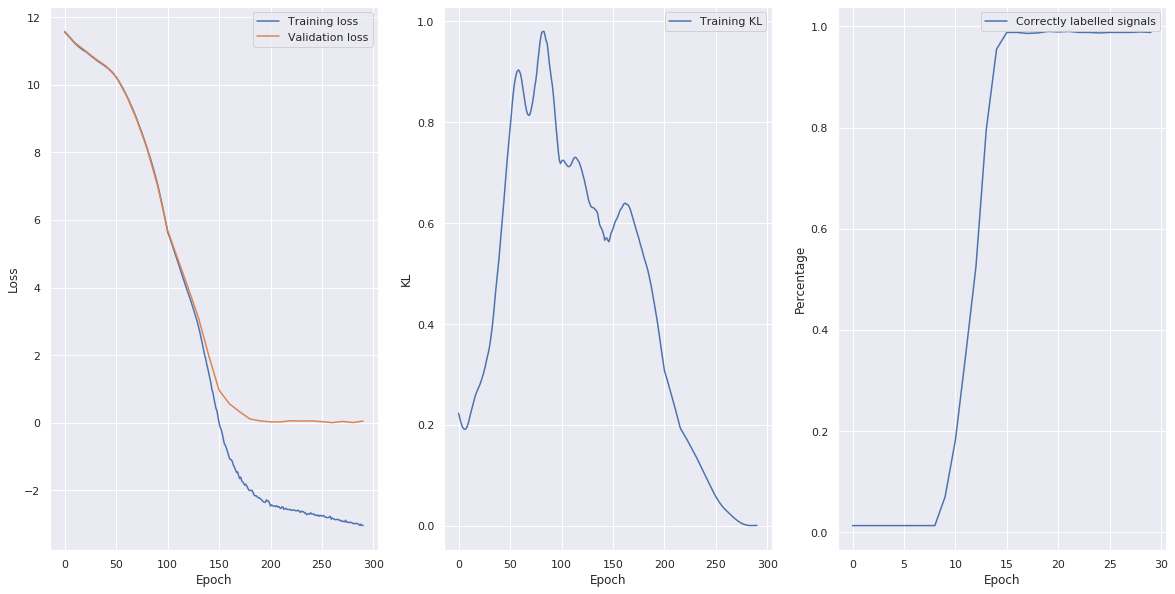 Training loss
Validation loss
12
10
8
6
4
2
0
−2
Loss
0 50 100 150 200 250 300
Epoch
Training KL
1.0
0.8
0.6
0.4
0.2
0.0
KL
0 50 100 150 200 250 300
Epoch
Correctly labelled signals
1.0
0.8
0.6
0.4
0.2
0.0
Percentage
0 5 10 15 20 25 30
Epoch